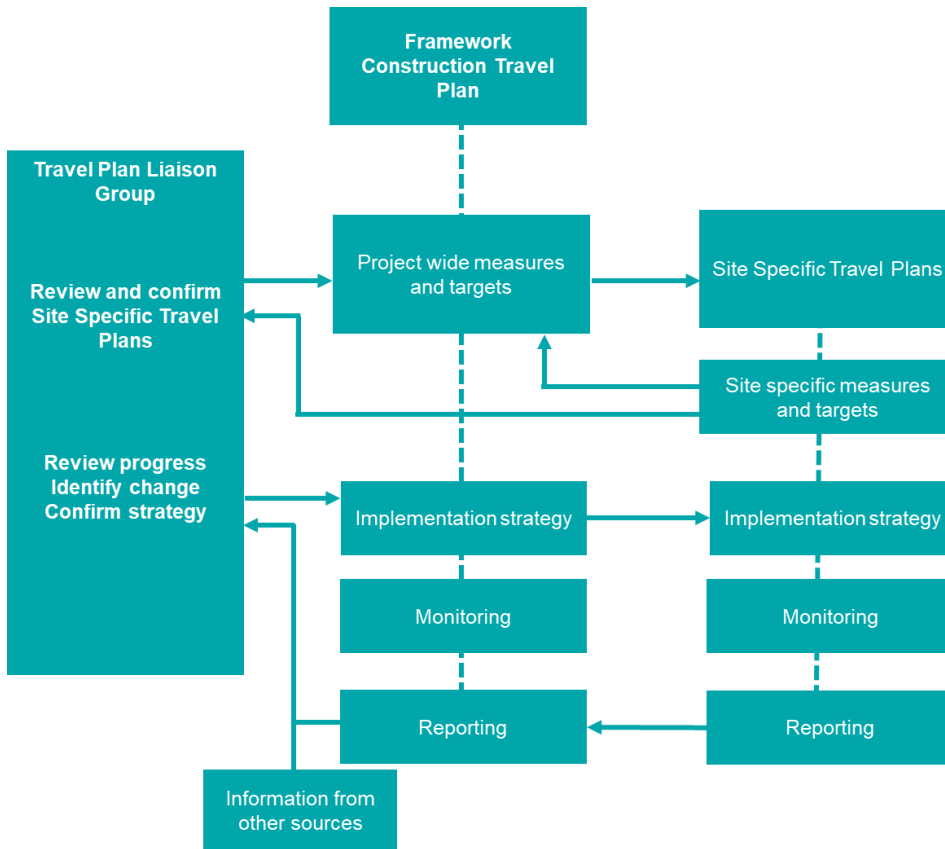 Framework
Construction Travel
Plan
Travel Plan Liaison
Group
Review and confirm
Site Specific Travel
Plans
Review progress
Identify change
Confirm strategy
Project wide measures
and targets
Site Specific Travel Plans
Site specific measures
and targets
Implementation strategy
Implementation strategy
Monitoring
Monitoring
Reporting
Reporting
Information from
other sources